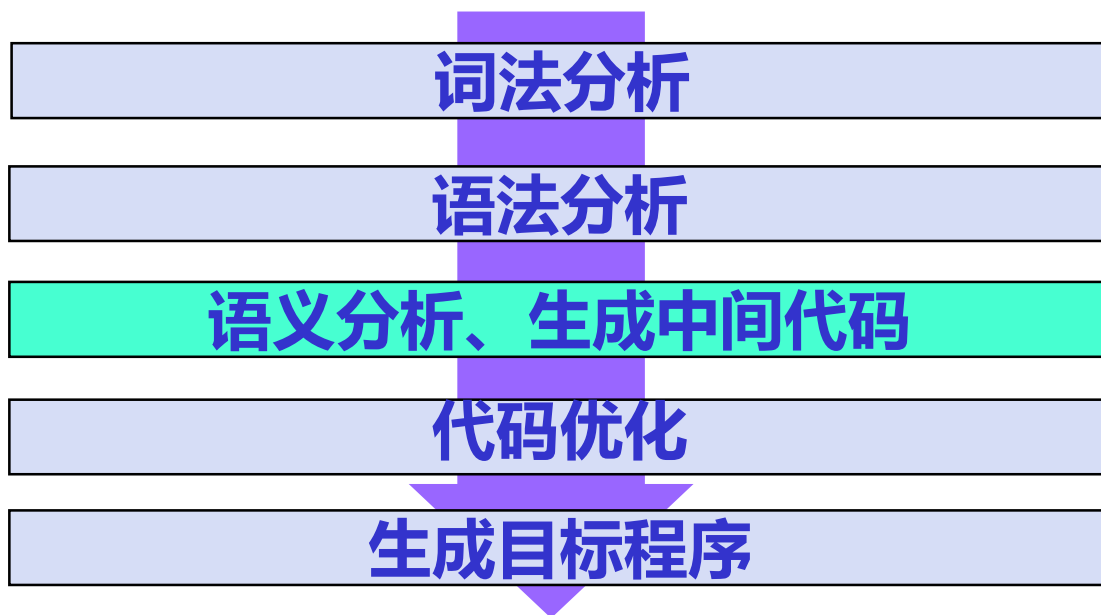 词法分析
语法分析
语义分析、生成中间代码
代码优化
生成目标程序